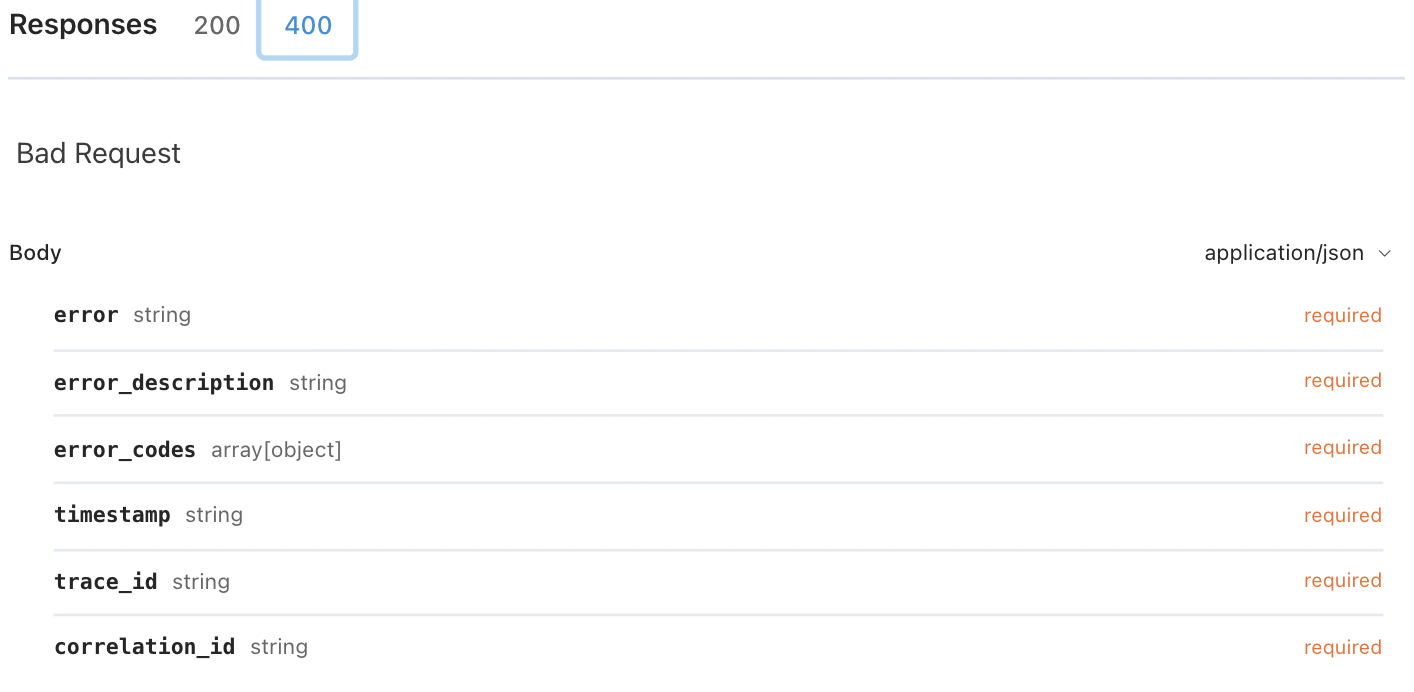 Responses 200 400
Bad Request
Body application/json
error string required
error_description string required
error_codes array[object] required
timestamp string required
trace_id string required
correlation_id string required